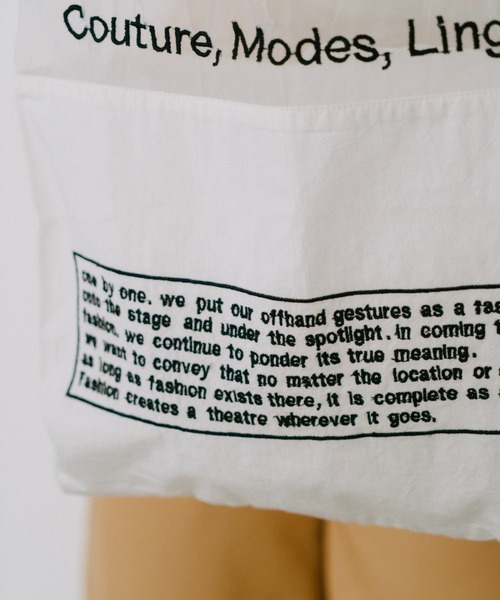 Couture, Modes, Ling
one by one. we put our offhand gestures as a fas
onto the stage and under the spotlight. in coming t
fashion, we continue to ponder its true meaning.
we want to convey that no matter the location or
as long as fashion exists there, it is complete as
Fashion creates a theatre wherever it goes.